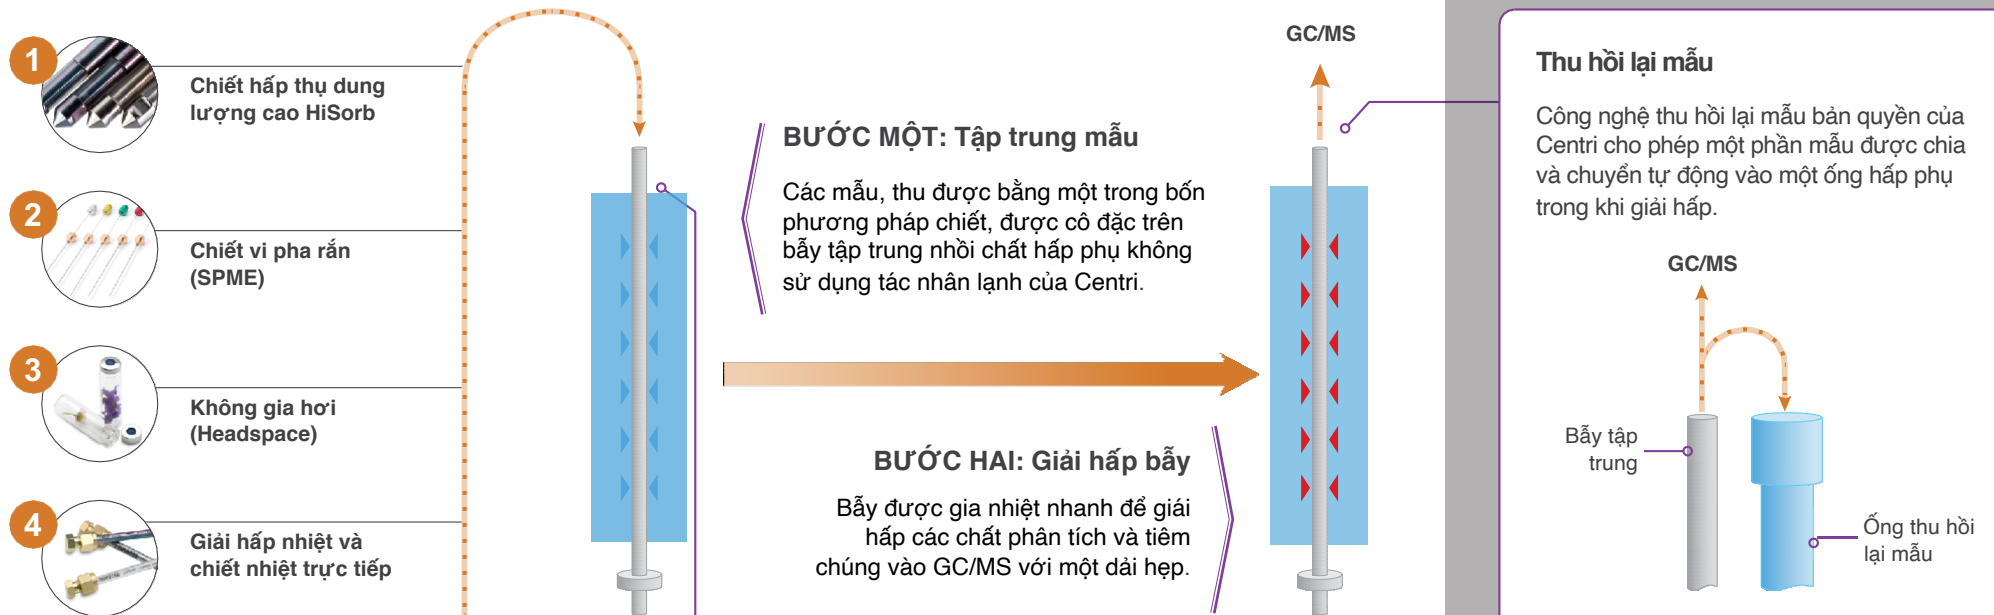 1
Chiết hấp thụ dung
lượng cao HiSorb
2
Chiết vi pha rắn
(SPME)
3
Không gia hơi
(Headspace)
4
Giải hấp nhiệt và
chiết nhiệt trực tiếp
BƯỚC MỘT: Tập trung mẫu
Các mẫu, thu được bằng một trong bốn
phương pháp chiết, được cô đặc trên
bẫy tập trung nhồi chất hấp phụ không
sử dụng tác nhân lạnh của Centri.
BƯỚC HAI: Giải hấp bẫy
Bẫy được gia nhiệt nhanh để giải
hấp các chất phân tích và tiêm
chúng vào GC/MS với một dải hẹp.
GC/MS
Thu hồi lại mẫu
Công nghệ thu hồi lại mẫu bản quyền của
Centri cho phép một phần mẫu được chia
và chuyển tự động vào một ống hấp phụ
trong khi giải hấp.
GC/MS
Bẫy tập
trung
Ống thu hồi
lại mẫu